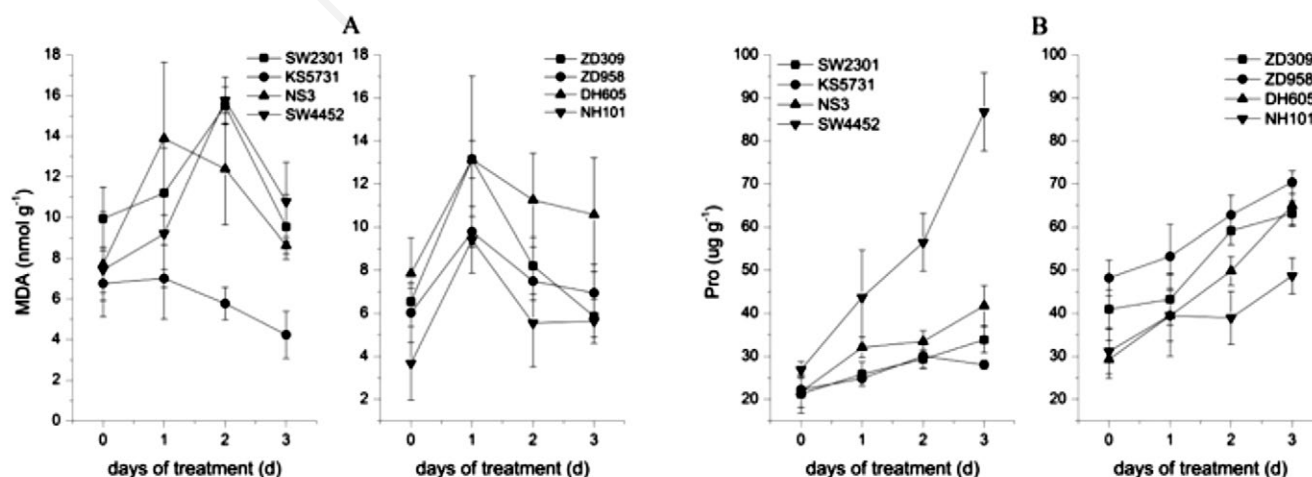 A
MDA (nmol g⁻¹)
18
16
14
12
10
8
6
4
2
0
SW2301
KS5731
NS3
SW4452
0 1 2 3
days of treatment (d)
18
16
14
12
10
8
6
4
2
ZD309
ZD958
DH605
NH101
0 1 2 3
days of treatment (d)
B
Pro (ug g⁻¹)
100
90
80
70
60
50
40
30
20
SW2301
KS5731
NS3
SW4452
0 1 2 3
days of treatment (d)
100
90
80
70
60
50
40
30
20
ZD309
ZD958
DH605
NH101
0 1 2 3
days of treatment (d)